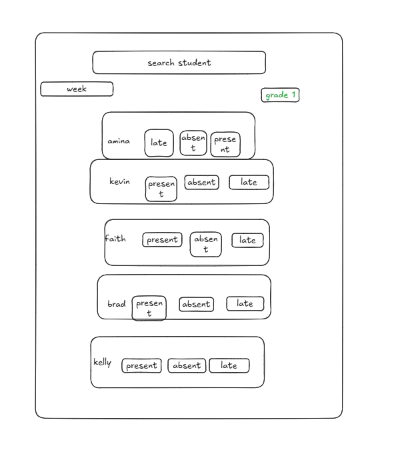 search student
week
grade 1
amina late absen presen
t nt
kevin presen absent late
t
faith present absen late
t
brad presen absent late
t
kelly present absent late